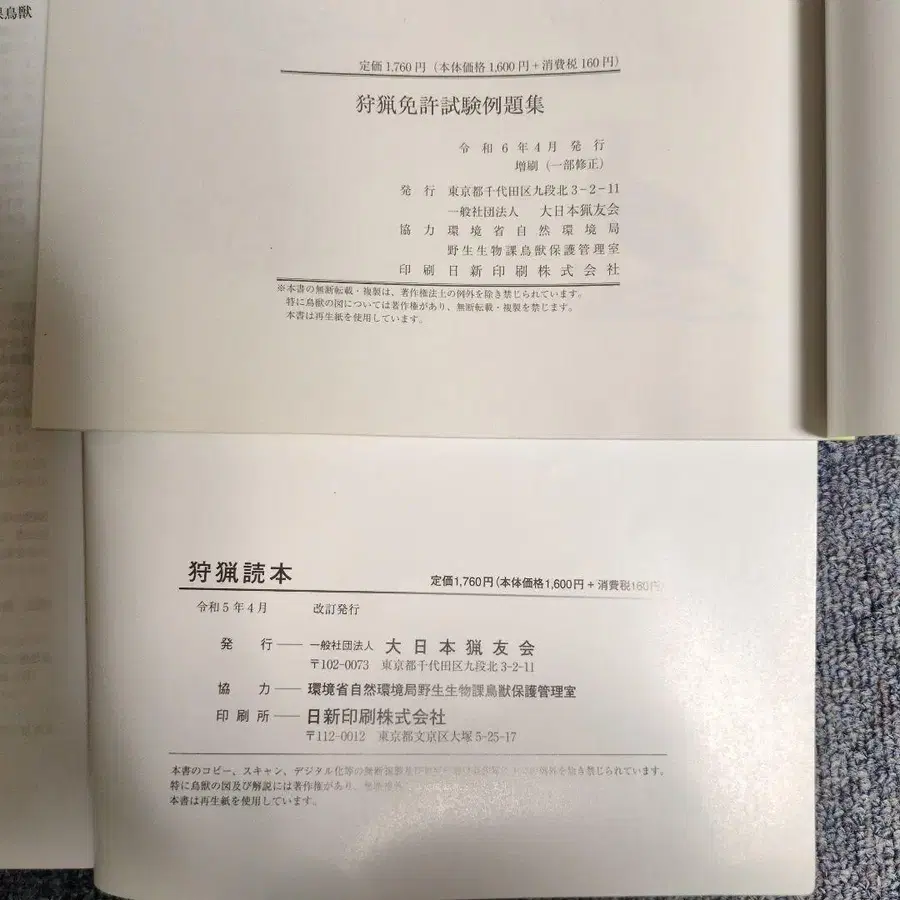 鳥獣
定価 1,760 円（本体価格 1,600 円 + 消費税 160 円）
狩猟免許試験例題集
令和6年4月 発行
増刷（一部修正）
発行 東京都千代田区九段北 3−2−11
一般社団法人 大日本猟友会
協力 環境省自然環境局
野生生物課鳥獣保護管理室
印刷 日新印刷株式会社
※本書の無断転載・複製は、著作権法上の例外を除き禁じられています。
特に鳥獣の図については著作権があり、無断転載・複製を禁じます。
本書は再生紙を使用しています。
狩猟読本
定価1,760円(本体価格1,600円 + 消費税160円)
令和5年4月 改訂発行
発行― 一般社団法人 大日本猟友会
〒102-0073 東京都千代田区九段北 3-2-11
協力― 環境省自然環境局野生生物課鳥獣保護管理室
印刷所― 日新印刷株式会社
〒112-0012 東京都文京区大塚 5-25-17
本書のコピー、スキャン、デジタル化等の無断複製及び の例外を除き禁じられています。
特に鳥獣の図及び解説には著作権があり、
本書は再生紙を使用しています。